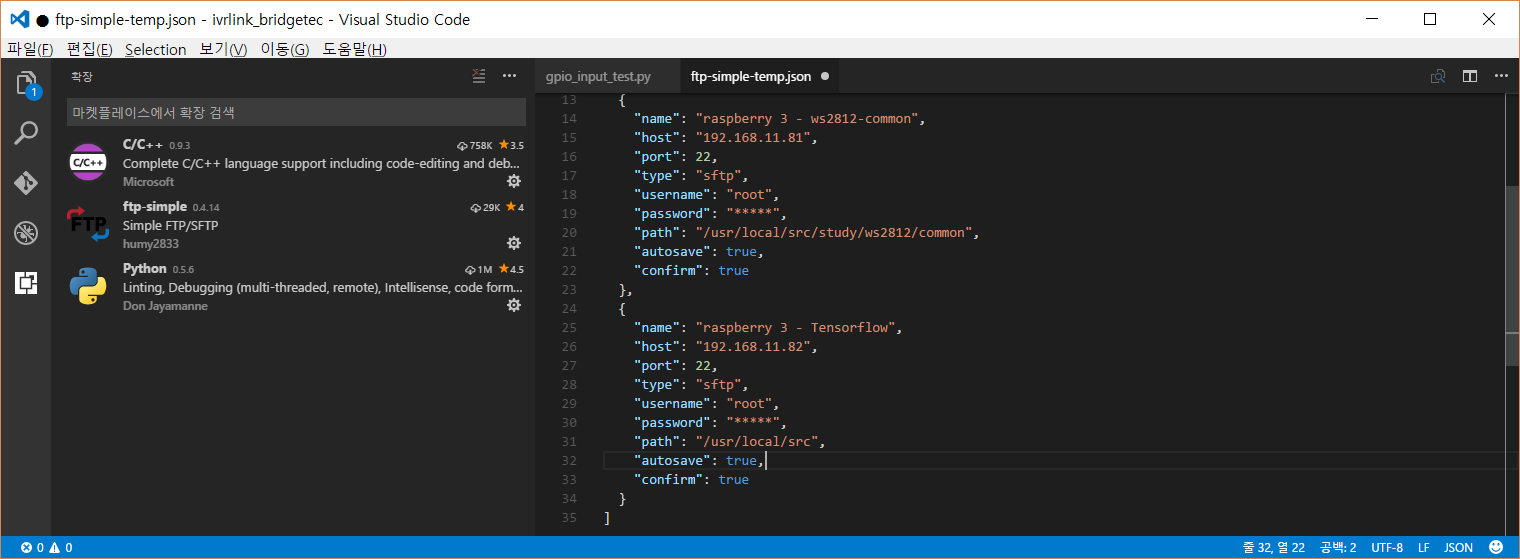 ftp-simple-temp.json - ivrlink_bridgetec - Visual Studio Code
파일(F) 편집(E) Selection 보기(V) 이동(G) 도움말(H)
확장
gpio_input_test.py ftp-simple-temp.json
1
마켓플레이스에서 확장 검색
C/C++
C/C++ 0.9.3 758K 3.5
Complete C/C++ language support including code-editing and deb...
Microsoft
FTP
ftp-simple 0.4.14 29K 4
Simple FTP/SFTP
humy2833
Python 0.5.6 1M 4.5
Linting, Debugging (multi-threaded, remote), Intellisense, code form...
Don Jayamanne
13 {
14 "name": "raspberry 3 - ws2812-common",
15 "host": "192.168.11.81",
16 "port": 22,
17 "type": "sftp",
18 "username": "root",
19 "password": "*****",
20 "path": "/usr/local/src/study/ws2812/common",
21 "autosave": true,
22 "confirm": true
23 },
24 {
25 "name": "raspberry 3 - Tensorflow",
26 "host": "192.168.11.82",
27 "port": 22,
28 "type": "sftp",
29 "username": "root",
30 "password": "*****",
31 "path": "/usr/local/src",
32 "autosave": true,
33 "confirm": true
34 }
35 ]
0 0 줄 32, 열 22 공백: 2 UTF-8 LF JSON